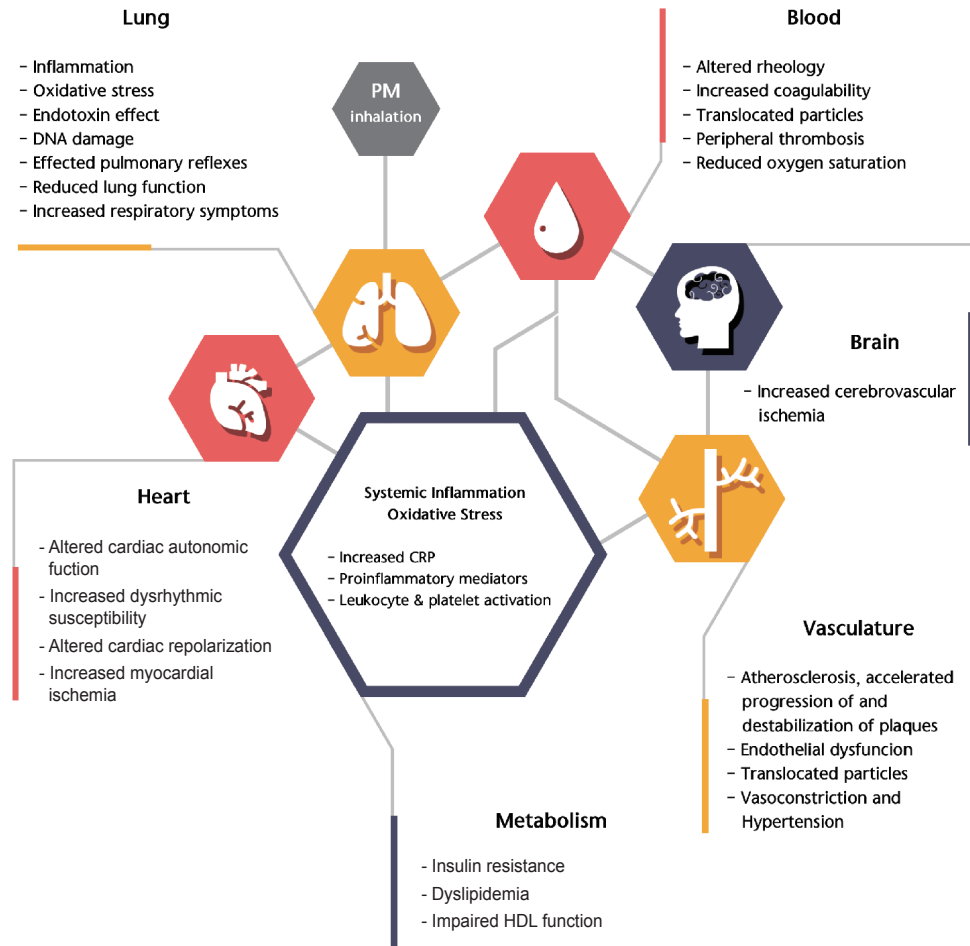 Lung
– Inflammation
– Oxidative stress
– Endotoxin effect
– DNA damage
– Effected pulmonary reflexes
– Reduced lung function
– Increased respiratory symptoms
PM
inhalation
Blood
– Altered rheology
– Increased coagulability
– Translocated particles
– Peripheral thrombosis
– Reduced oxygen saturation
Brain
– Increased cerebrovascular
ischemia
Heart
- Altered cardiac autonomic
fuction
- Increased dysrhythmic
susceptibility
- Altered cardiac repolarization
- Increased myocardial
ischemia
Systemic Inflammation
Oxidative Stress
– Increased CRP
– Proinflammatory mediators
– Leukocyte & platelet activation
Vasculature
– Atherosclerosis, accelerated
progression of and
destabilization of plaques
– Endothelial dysfuncion
– Translocated particles
– Vasoconstriction and
Hypertension
Metabolism
- Insulin resistance
- Dyslipidemia
- Impaired HDL function